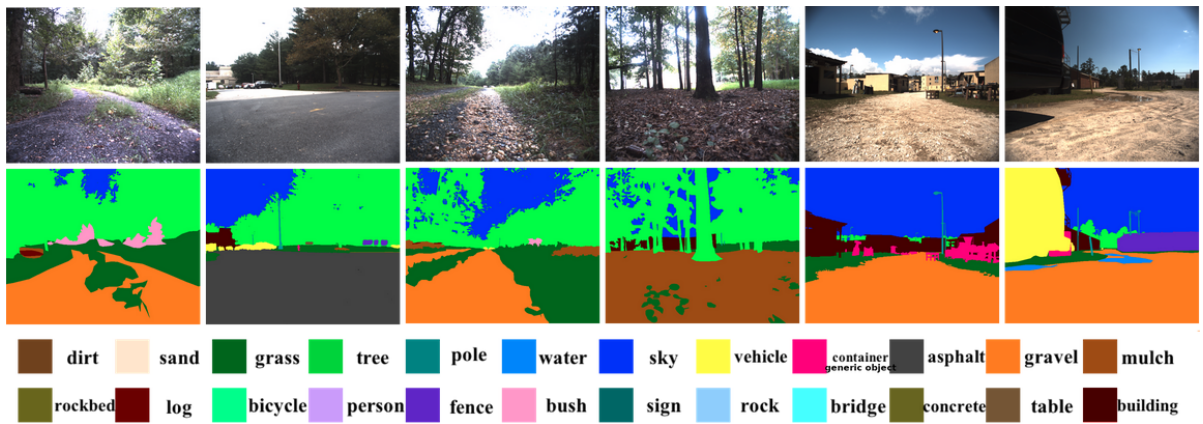 dirt sand grass tree pole water sky vehicle container generic object asphalt gravel mulch
rockbed log bicycle person fence bush sign rock bridge concrete table building